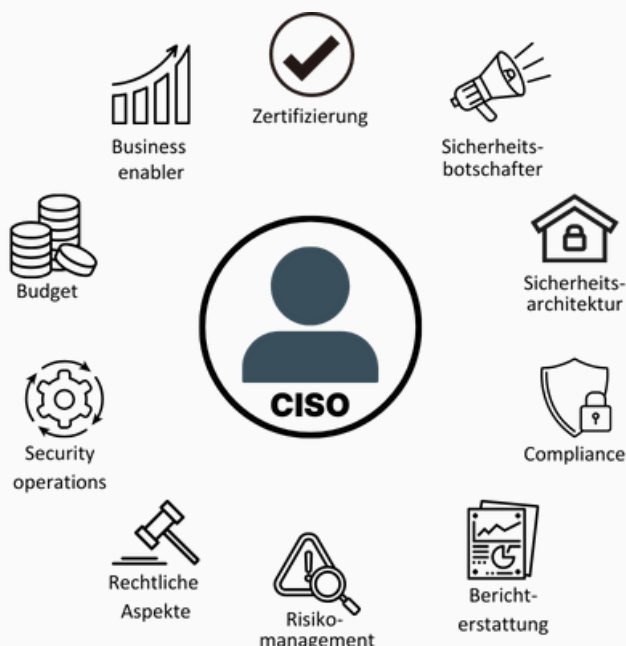 Zertifizierung
Business
enabler
Sicherheits-
botschafter
Budget
Sicherheits-
architektur
CISO
Security
operations
Compliance
Rechtliche
Aspekte
Risiko-
management
Bericht-
erstattung